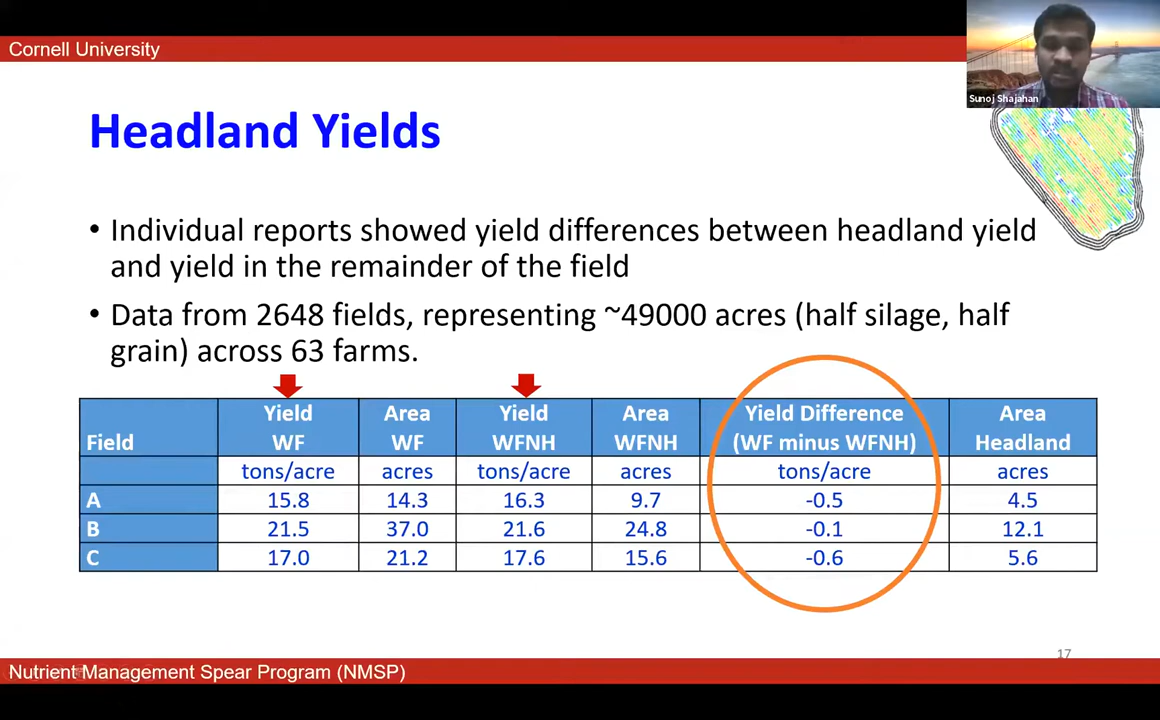 Cornell University
Sunoj Shajahan
Headland Yields
• Individual reports showed yield differences between headland yield
and yield in the remainder of the field
• Data from 2648 fields, representing ~49000 acres (half silage, half
grain) across 63 farms.
Yield Area Yield Area Yield Difference Area
Field WF WF WFNH WFNH (WF minus WFNH) Headland
tons/acre acres tons/acre acres tons/acre acres
A 15.8 14.3 16.3 9.7 -0.5 4.5
B 21.5 37.0 21.6 24.8 -0.1 12.1
C 17.0 21.2 17.6 15.6 -0.6 5.6
17
Nutrient Management Spear Program (NMSP)